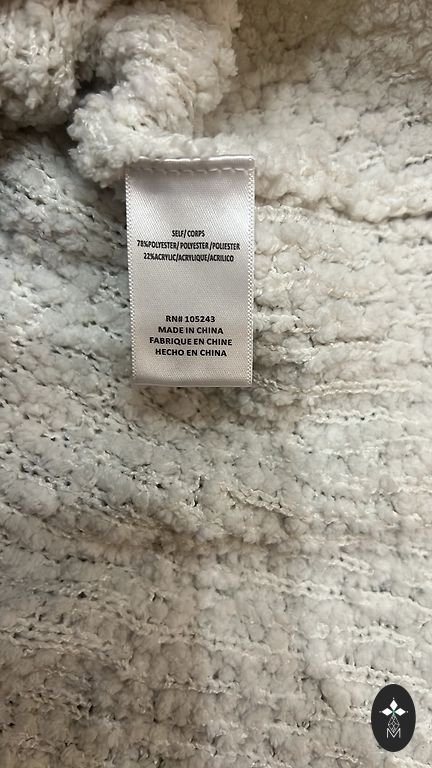 SELF/CORPS
78%POLYESTER/POLYESTER/POLIESTER
22%ACRYLIC/ACRYLIQUE/ACRILICO
RN# 105243
MADE IN CHINA
FABRIQUE EN CHINE
HECHO EN CHINA
M